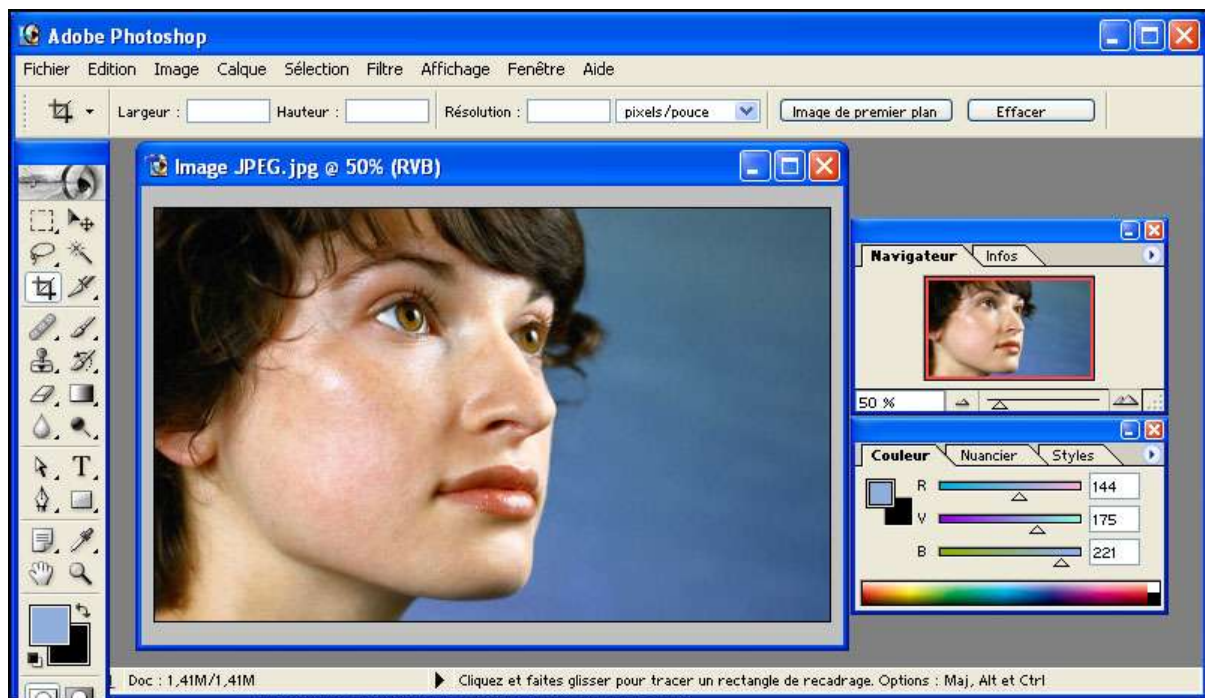 Adobe Photoshop
Fichier Edition Image Calque Sélection Filtre Affichage Fenêtre Aide
Largeur : Hauteur : Résolution : pixels/pouce Image de premier plan Effacer
Image JPEG.jpg @ 50% (RVB)
Navigateur Infos
50 %
Couleur Nuancier Styles
R 144
V 175
B 221
T
Doc : 1,41M/1,41M Cliquez et faites glisser pour tracer un rectangle de recadrage. Options : Maj, Alt et Ctrl